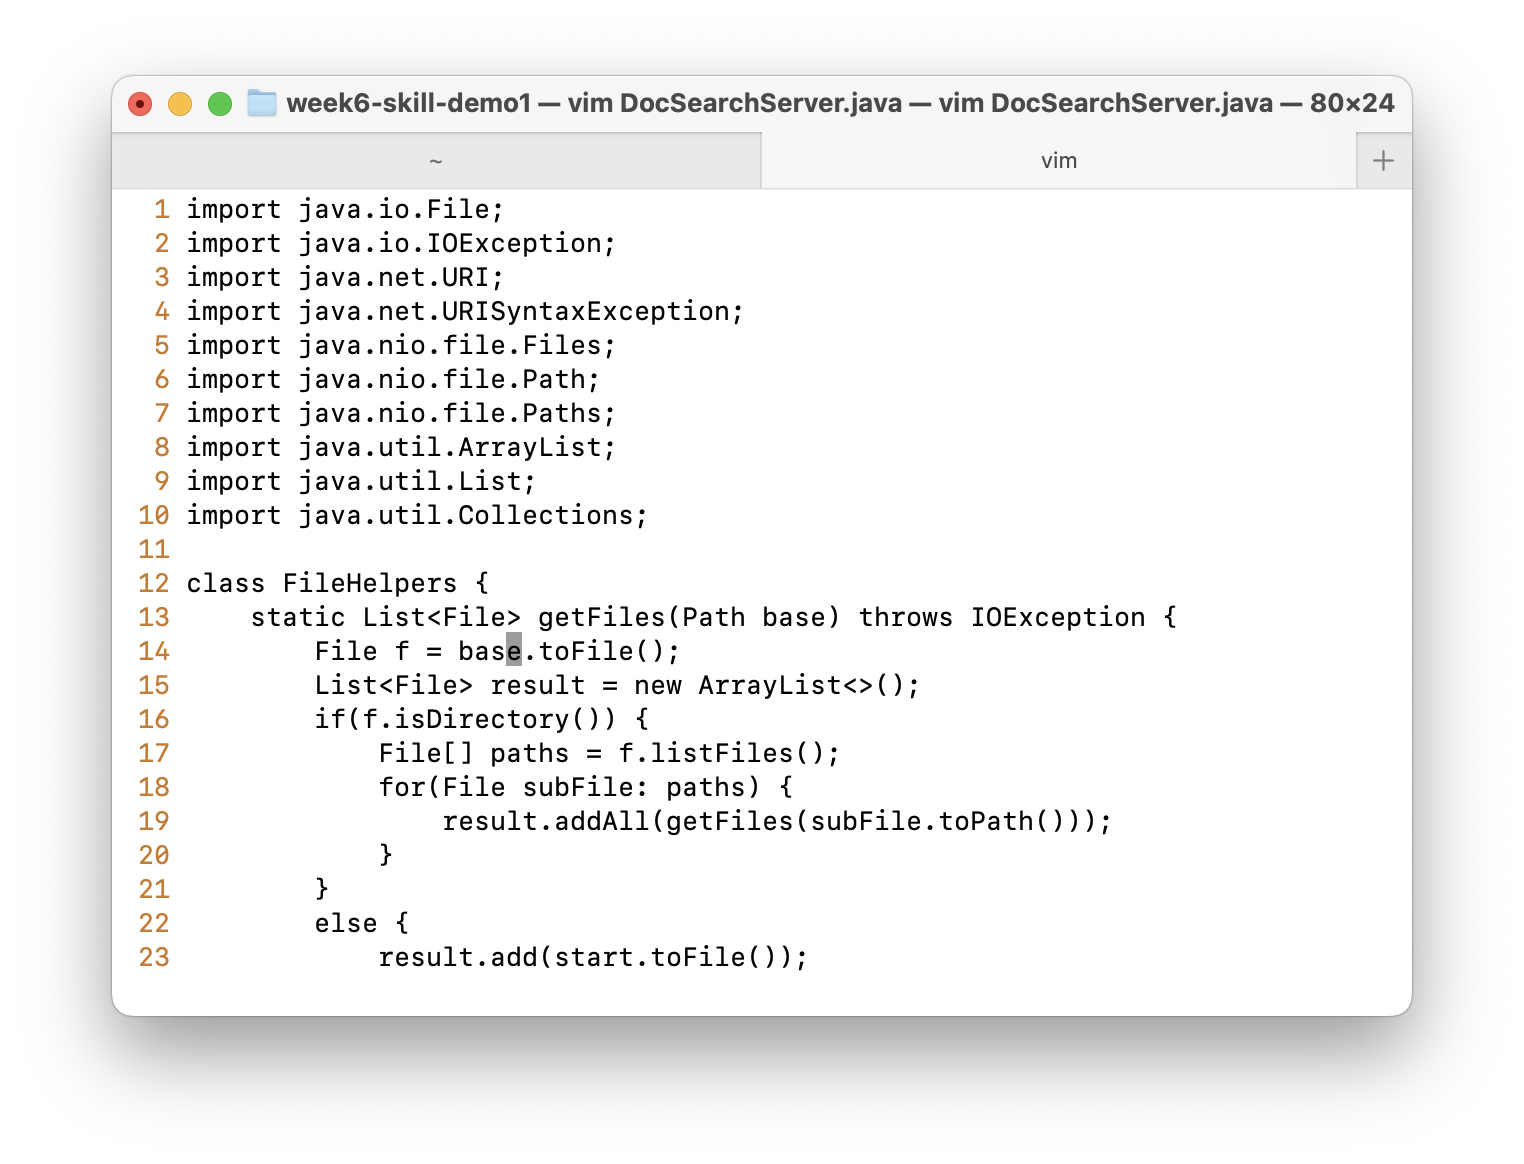 week6-skill-demo1 — vim DocSearchServer.java — vim DocSearchServer.java — 80×24
~ vim +
1 import java.io.File;
2 import java.io.IOException;
3 import java.net.URI;
4 import java.net.URISyntaxException;
5 import java.nio.file.Files;
6 import java.nio.file.Path;
7 import java.nio.file.Paths;
8 import java.util.ArrayList;
9 import java.util.List;
10 import java.util.Collections;
11
12 class FileHelpers {
13     static List<File> getFiles(Path base) throws IOException {
14         File f = base.toFile();
15         List<File> result = new ArrayList<>();
16         if(f.isDirectory()) {
17             File[] paths = f.listFiles();
18             for(File subFile: paths) {
19                 result.addAll(getFiles(subFile.toPath()));
20             }
21         }
22         else {
23             result.add(start.toFile());